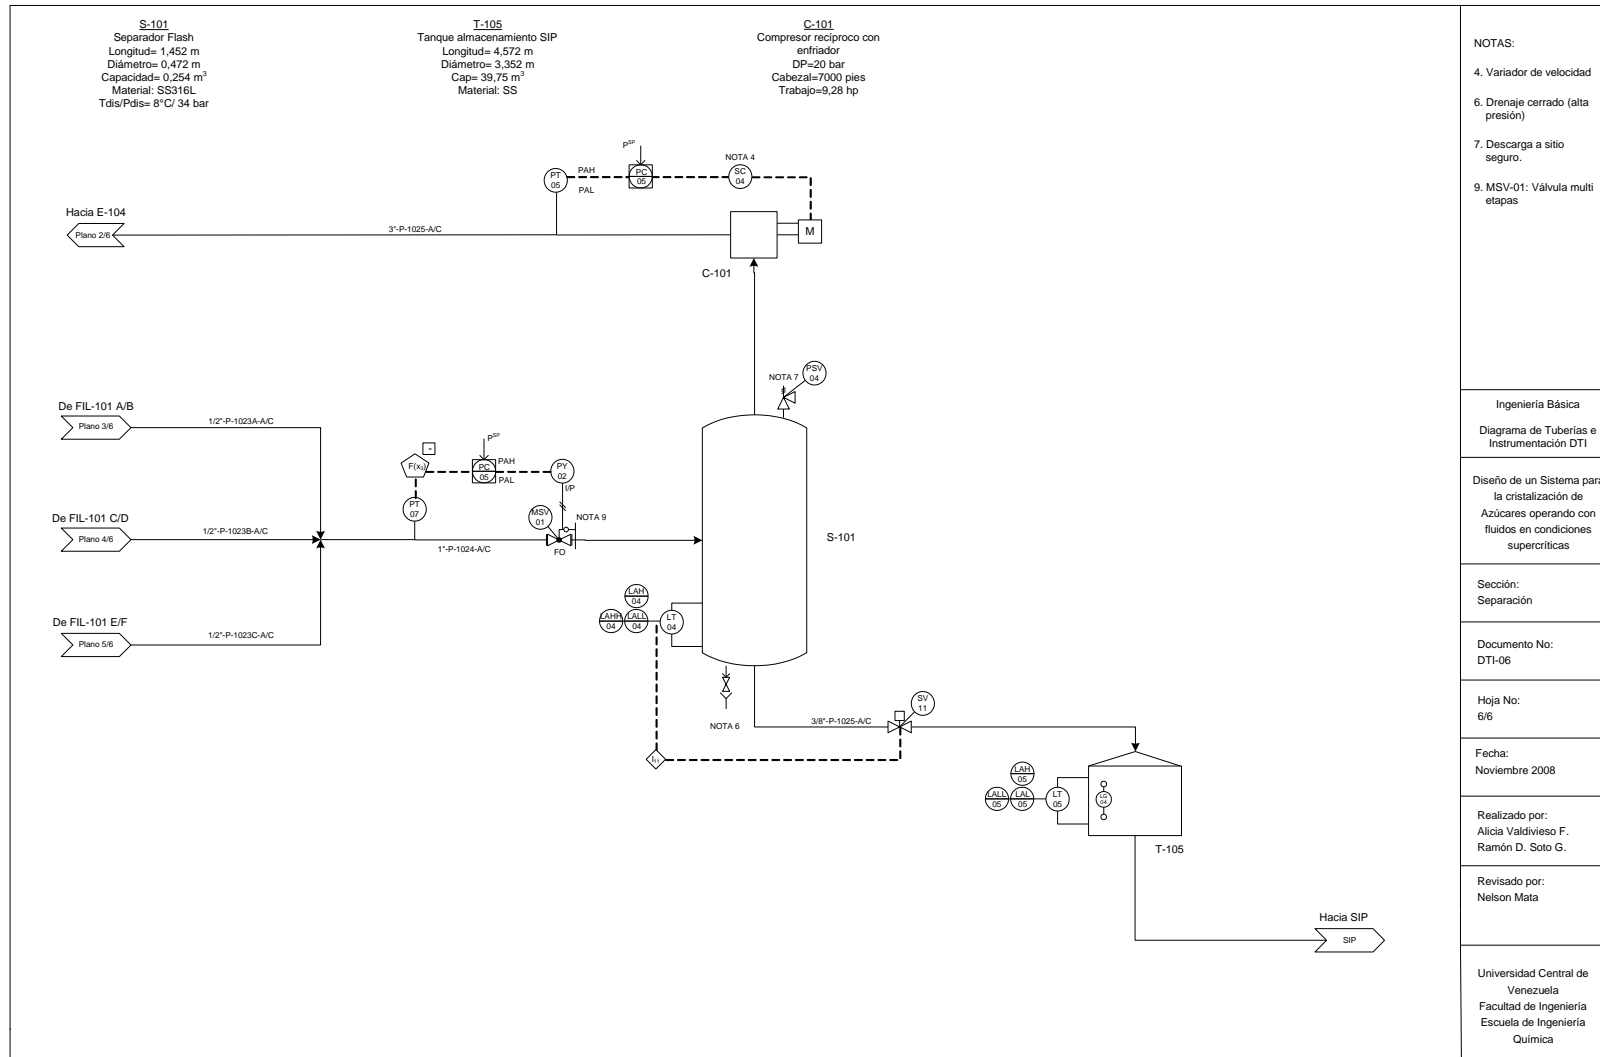 S-101
Separador Flash
Longitud= 1,452 m
Diámetro= 0,472 m
Capacidad= 0,254 m³
Material: SS316L
Tdis/Pdis= 8°C/ 34 bar
T-105
Tanque almacenamiento SIP
Longitud= 4,572 m
Diámetro= 3,352 m
Cap= 39,75 m³
Material: SS
C-101
Compresor recíproco con
enfriador
DP=20 bar
Cabezal=7000 pies
Trabajo=9,28 hp
P^SP
NOTA 4
PT
05
PAH
PAL
PC
05
SC
04
Hacia E-104
Plano 2/6
3"-P-1025-A/C
M
C-101
NOTA 7
PSV
04
De FIL-101 A/B
Plano 3/6
1/2"-P-1023A-A/C
P^SP
F(x₃)
PC
05
PAH
PAL
PY
02
I/P
PT
07
MSV
01
NOTA 9
FO
De FIL-101 C/D
Plano 4/6
1/2"-P-1023B-A/C
1"-P-1024-A/C
S-101
De FIL-101 E/F
Plano 5/6
1/2"-P-1023C-A/C
LAH
04
LAHH
04
LALL
04
LT
04
NOTA 6
I₁₁
3/8"-P-1025-A/C
SV
11
LAH
05
LALL
05
LAL
05
LT
05
LG
04
T-105
Hacia SIP
SIP
NOTAS:
4. Variador de velocidad
6. Drenaje cerrado (alta
presión)
7. Descarga a sitio
seguro.
9. MSV-01: Válvula multi
etapas
Ingeniería Básica
Diagrama de Tuberías e
Instrumentación DTI
Diseño de un Sistema para
la cristalización de
Azúcares operando con
fluidos en condiciones
supercríticas
Sección:
Separación
Documento No:
DTI-06
Hoja No:
6/6
Fecha:
Noviembre 2008
Realizado por:
Alicia Valdivieso F.
Ramón D. Soto G.
Revisado por:
Nelson Mata
Universidad Central de
Venezuela
Facultad de Ingeniería
Escuela de Ingeniería
Química